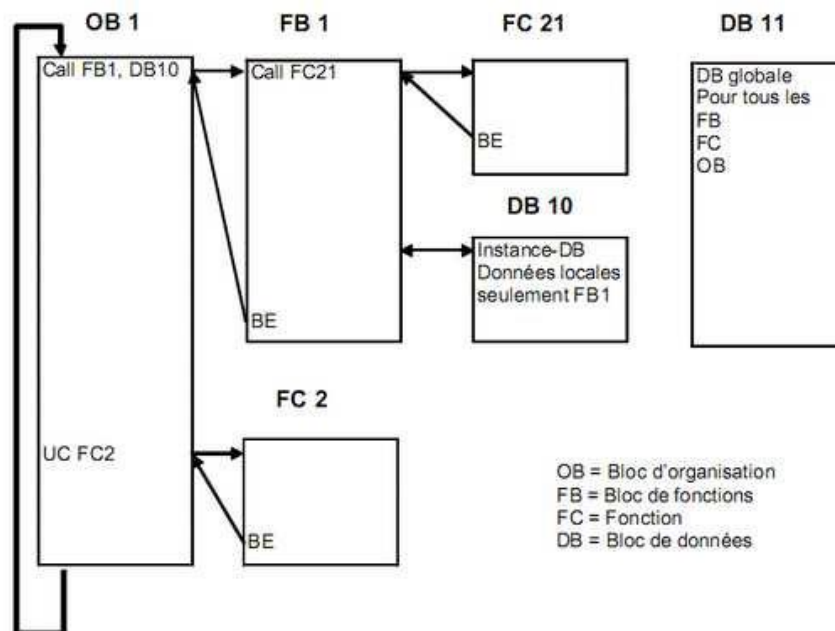 OB 1
FB 1
FC 21
DB 11
Call FB1, DB10
Call FC21
BE
DB globale
Pour tous les
FB
FC
OB
DB 10
Instance-DB
Données locales
seulement FB1
BE
FC 2
UC FC2
BE
OB = Bloc d'organisation
FB = Bloc de fonctions
FC = Fonction
DB = Bloc de données